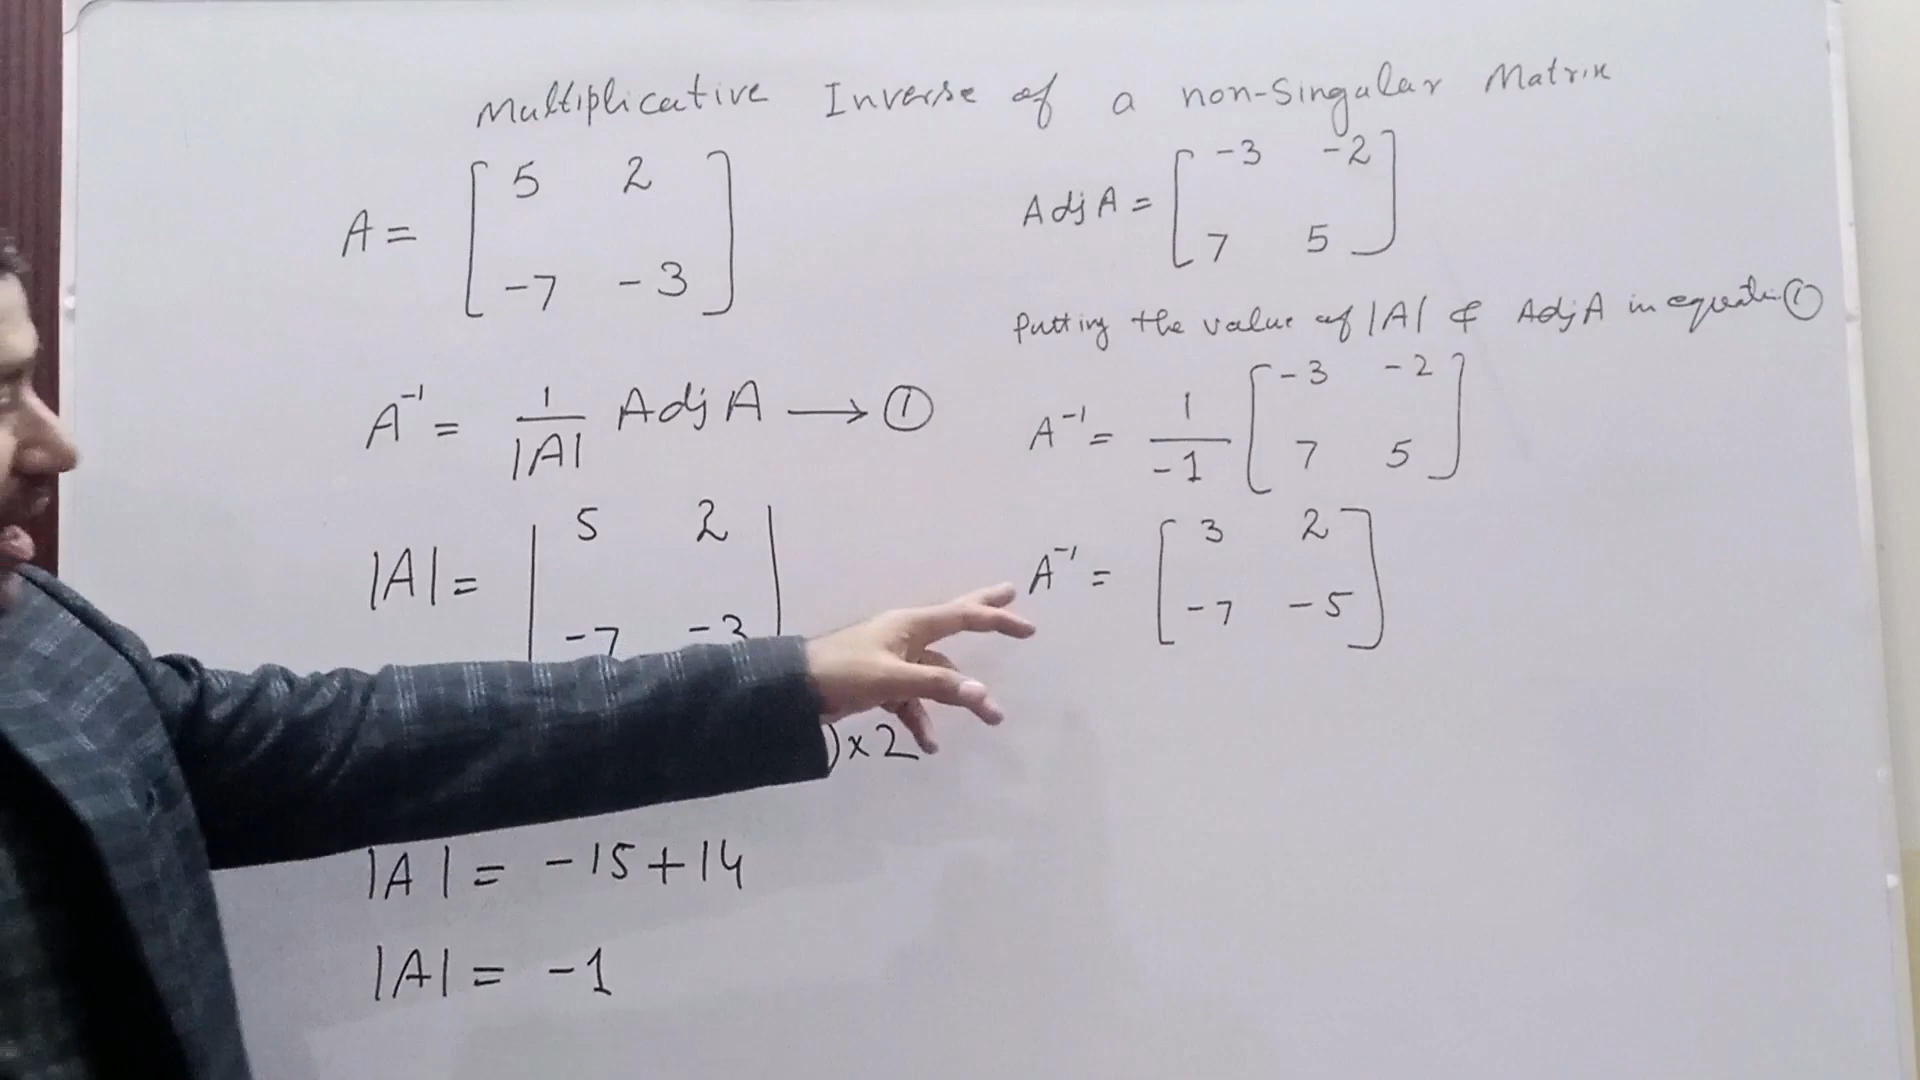 Multiplicative Inverse of a non-Singular Matrix
A = [ 5 2
-7 -3 ]
A⁻¹ = 1/|A| Adj A → ①
|A| = | 5 2
-7 -3 |
)×2
|A| = -15+14
|A| = -1
Adj A = [ -3 -2
7 5 ]
Putting the value of |A| & Adj A in ①
A⁻¹ = 1/-1 [ -3 -2
7 5 ]
A⁻¹ = [ 3 2
-7 -5 ]